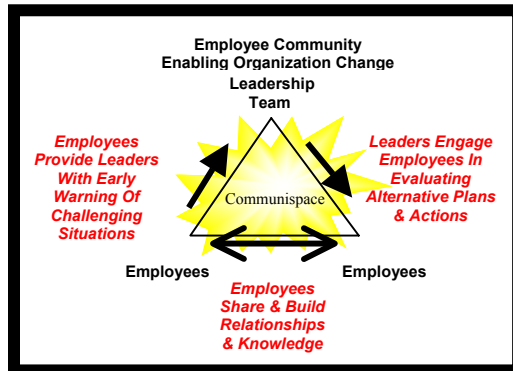 Employee Community
Enabling Organization Change
Leadership
Team
Employees
Provide Leaders
With Early
Warning Of
Challenging
Situations
Leaders Engage
Employees In
Evaluating
Alternative Plans
& Actions
Communispace
Employees
Employees
Employees
Share & Build
Relationships
& Knowledge